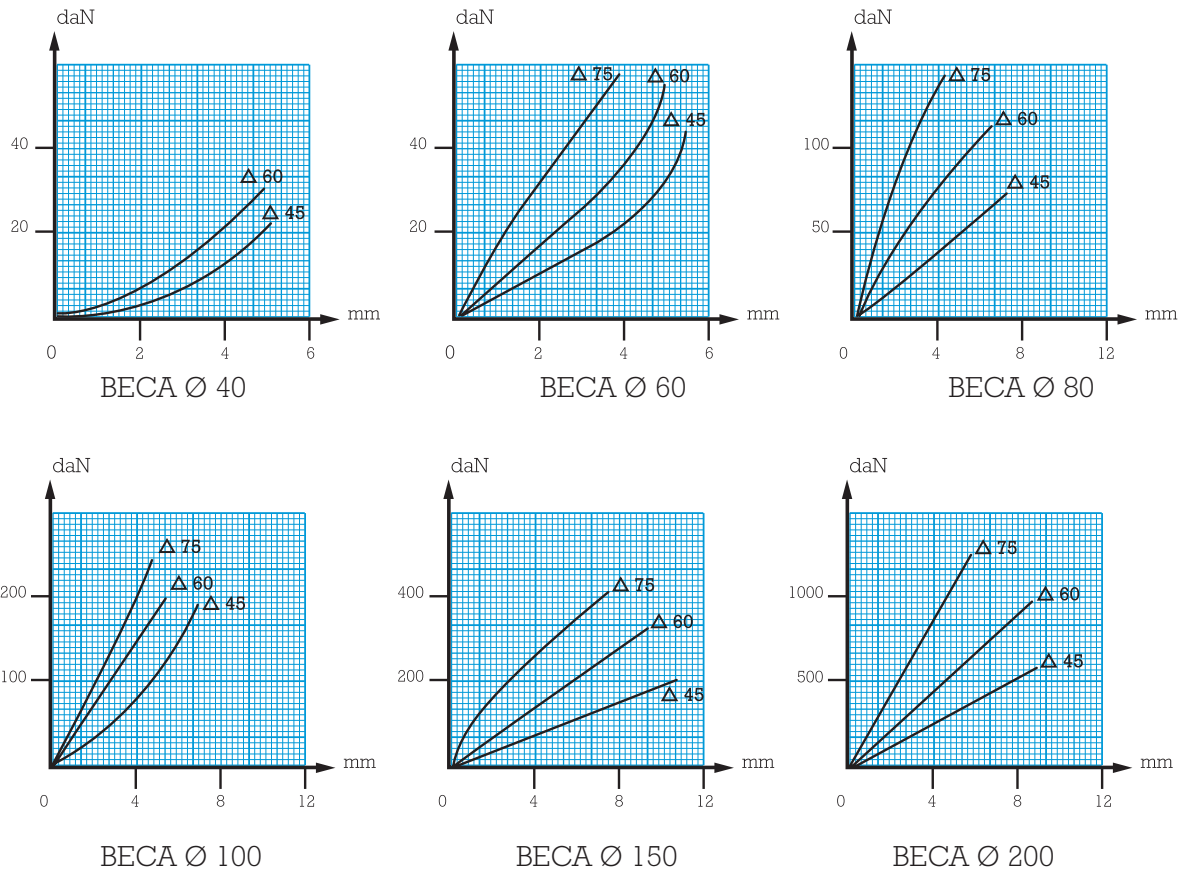 daN daN daN
△ 75 △ 60 △ 75
△ 45 △ 60
40 40 100
△ 60 △ 45
△ 45
20 20 50
mm mm mm
0 2 4 6 0 2 4 6 0 4 8 12
BECA Ø 40 BECA Ø 60 BECA Ø 80
daN daN daN
△ 75 △ 75
△ 60 △ 75
200 400 1000 △ 60
△ 45 △ 60
△ 45
100 200 500
△ 45
mm mm mm
0 4 8 12 0 4 8 12 0 4 8 12
BECA Ø 100 BECA Ø 150 BECA Ø 200